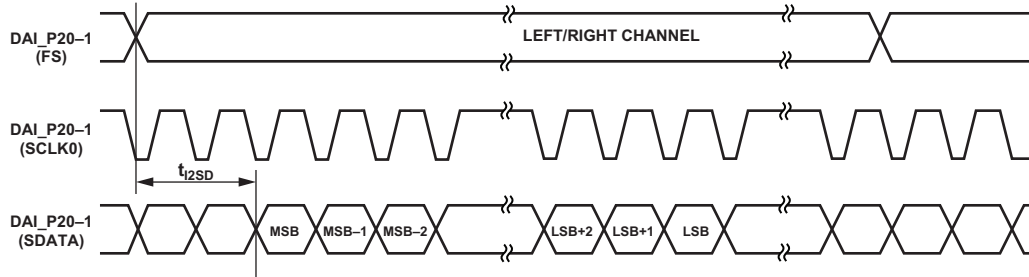 DAI_P20–1
(FS)
LEFT/RIGHT CHANNEL
DAI_P20–1
(SCLK0)
tI2SD
DAI_P20–1
(SDATA)
MSB
MSB–1
MSB–2
LSB+2
LSB+1
LSB